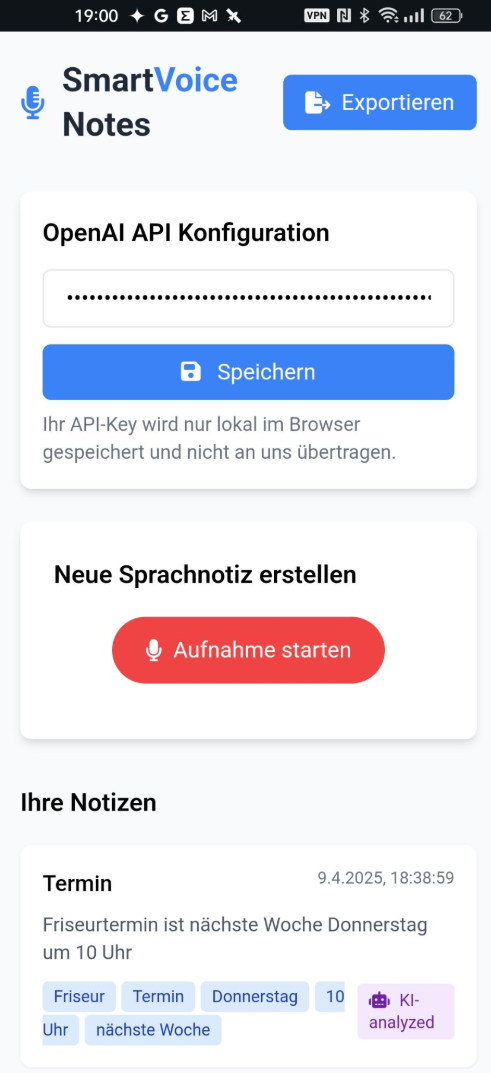 19:00
VPN
62
SmartVoice
Notes
Exportieren
OpenAI API Konfiguration
••••••••••••••••••••••••••••••••••••••••••••••••
Speichern
Ihr API-Key wird nur lokal im Browser
gespeichert und nicht an uns übertragen.
Neue Sprachnotiz erstellen
Aufnahme starten
Ihre Notizen
Termin
9.4.2025, 18:38:59
Friseurtermin ist nächste Woche Donnerstag
um 10 Uhr
Friseur Termin Donnerstag 10
Uhr nächste Woche
KI-
analyzed